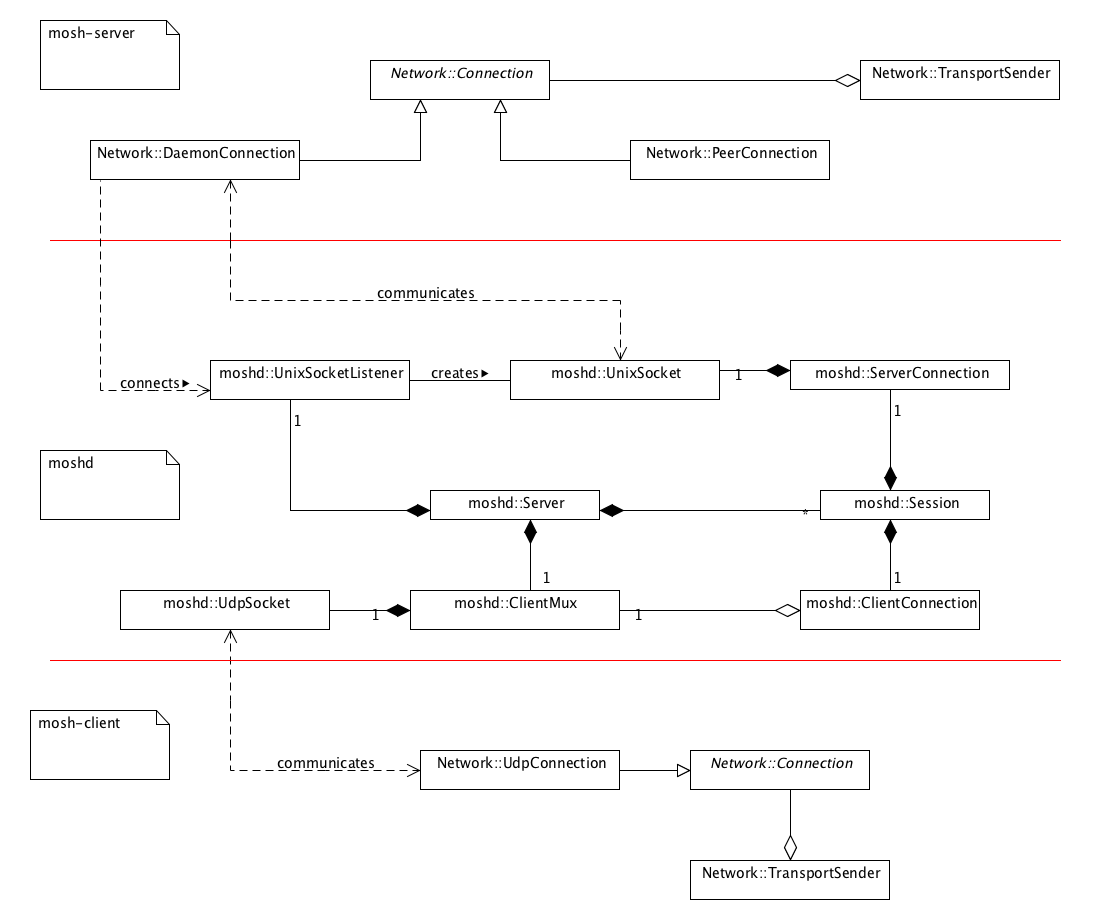 mosh-server
Network::Connection
Network::TransportSender
Network::DaemonConnection
Network::PeerConnection
communicates
connects▶
moshd::UnixSocketListener
creates▶
moshd::UnixSocket
1
moshd::ServerConnection
1
1
moshd
moshd::Server
*
moshd::Session
1
1
moshd::UdpSocket
1
moshd::ClientMux
1
moshd::ClientConnection
mosh-client
communicates
Network::UdpConnection
Network::Connection
Network::TransportSender